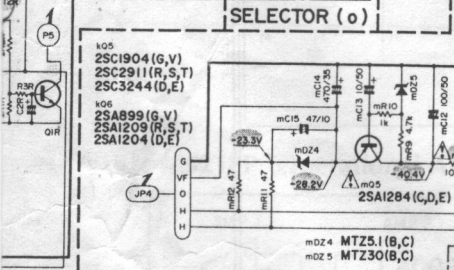 SELECTOR (o)
P5
kQ5
2SC1904(G,V)
2SC2911(R,S,T)
2SC3244(D,E)
kQ6
2SA899(G,V)
2SA1209(R,S,T)
2SA1204(D,E)
R3R
C2R
Q1R
mC14
470/35
mC13
10/50
mDZ5
mC12
100/50
mR10
1k
mR9
4.7k
mC15 47/10
-23.3V
mDZ4
-28.2V
-40.4V
mQ5
2SA1284(C,D,E)
mR12
47
mR11
47
G
VF
O
H
H
JP4
mDZ4 MTZ5.1(B,C)
mDZ5 MTZ30(B,C)